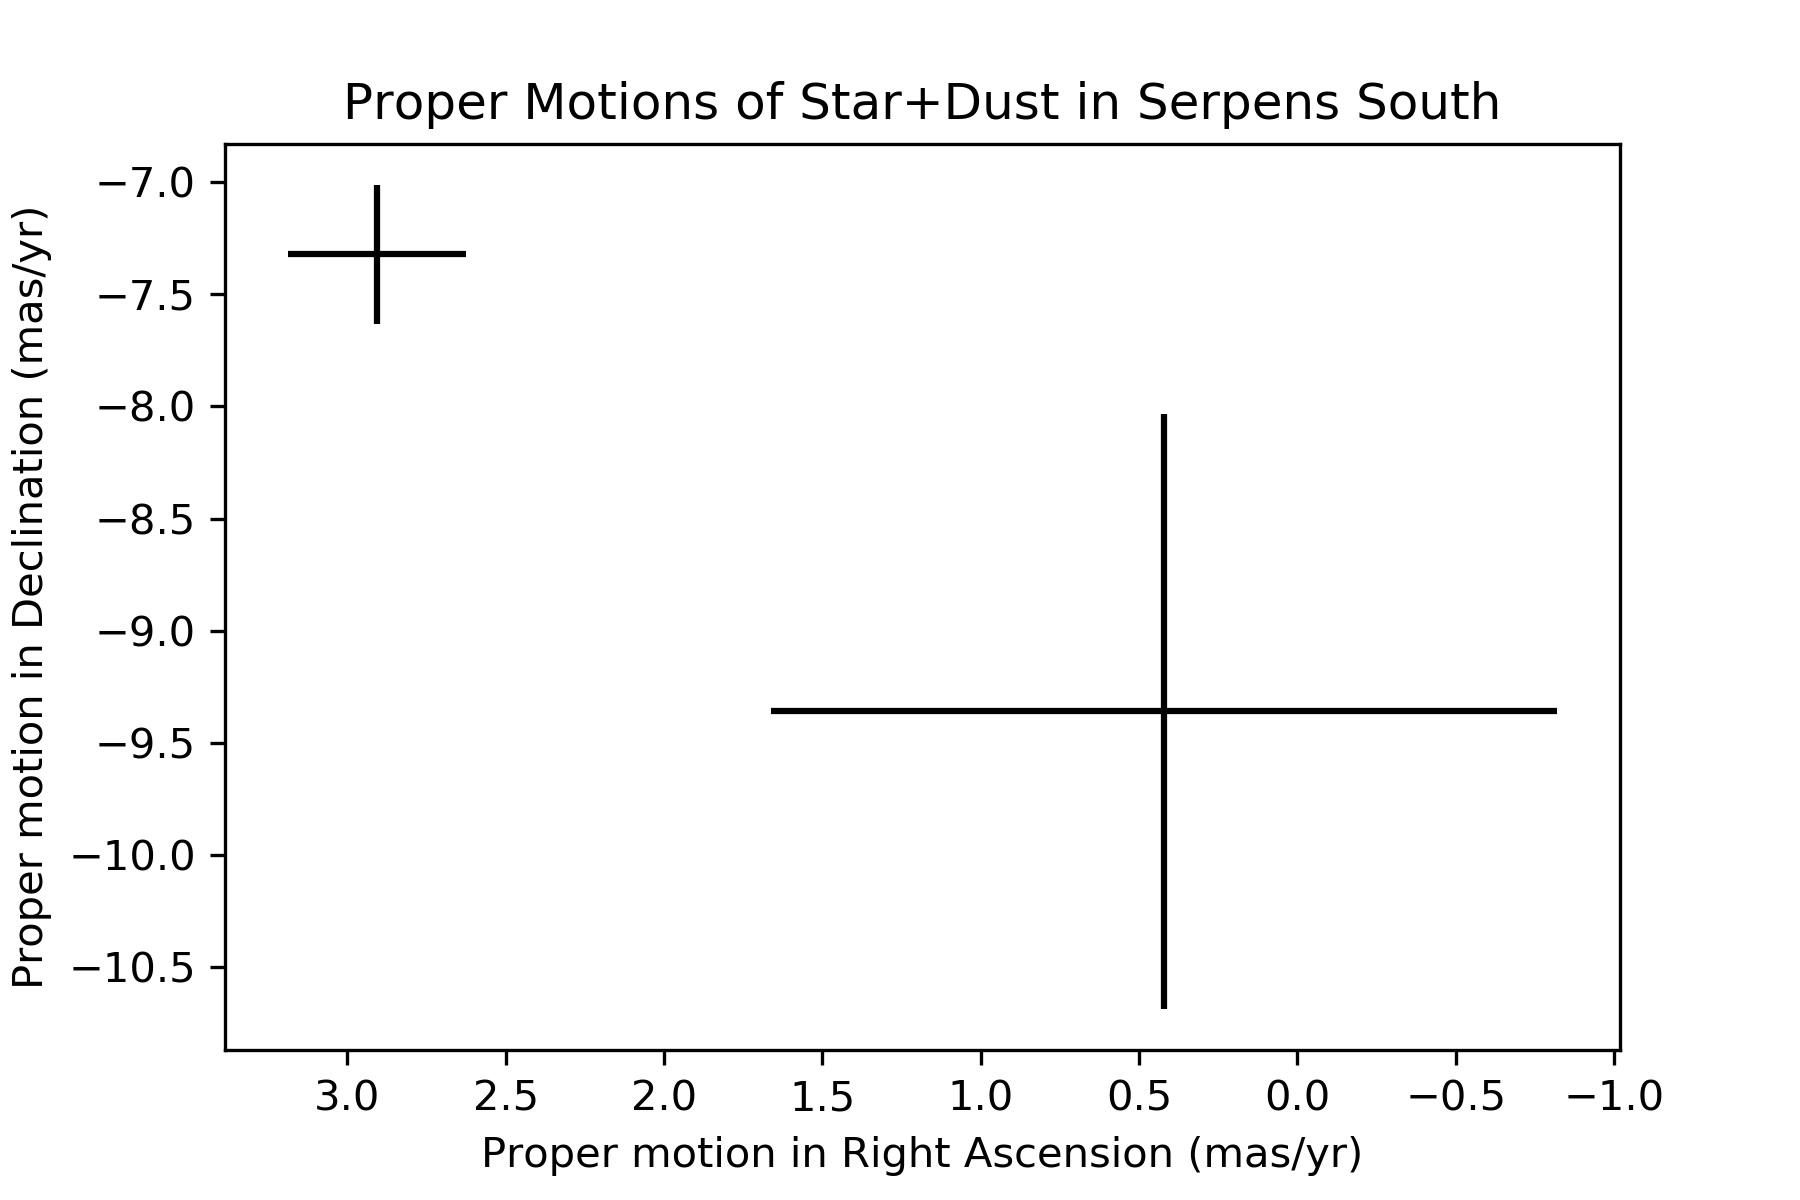 Proper Motions of Star+Dust in Serpens South
Proper motion in Declination (mas/yr)
−7.0
−7.5
−8.0
−8.5
−9.0
−9.5
−10.0
−10.5
3.0 2.5 2.0 1.5 1.0 0.5 0.0 −0.5 −1.0
Proper motion in Right Ascension (mas/yr)